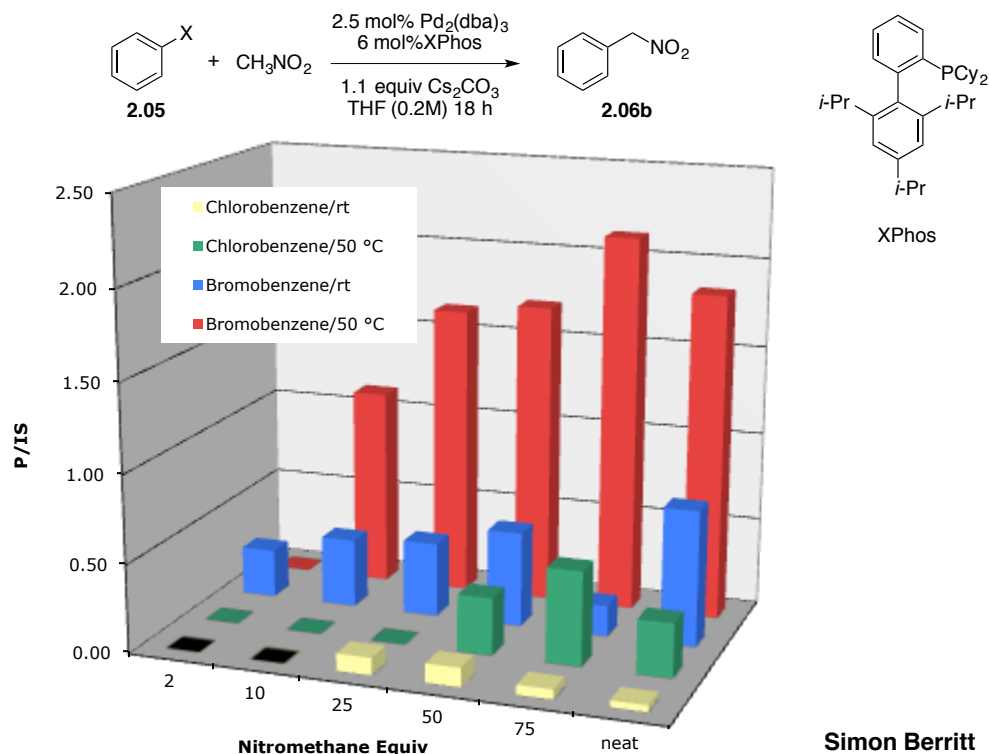 X
+ CH₃NO₂
2.5 mol% Pd₂(dba)₃
6 mol%XPhos
1.1 equiv Cs₂CO₃
THF (0.2M) 18 h
NO₂
2.05
2.06b
PCy₂
i-Pr
i-Pr
i-Pr
XPhos
Chlorobenzene/rt
Chlorobenzene/50 °C
Bromobenzene/rt
Bromobenzene/50 °C
2.50
2.00
1.50
1.00
0.50
0.00
P/IS
2
10
25
50
75
neat
Nitromethane Equiv
Simon Berritt